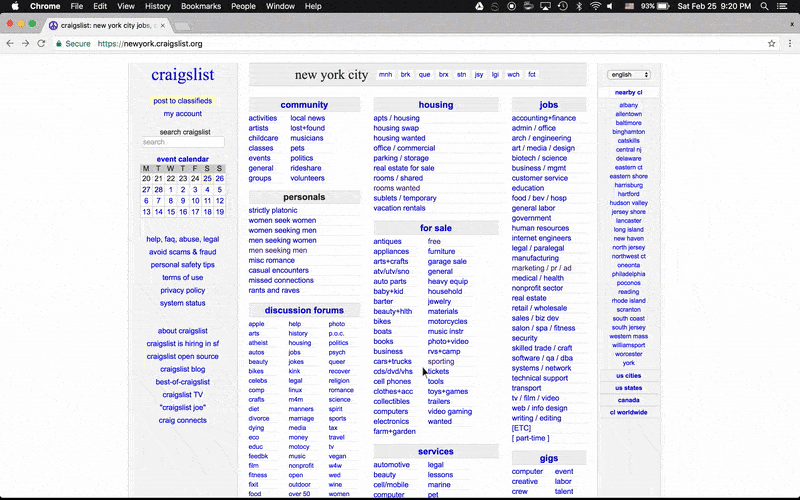 Chrome File Edit View History Bookmarks People Window Help 93% Sat Feb 25 9:20 PM
craigslist: new york city jobs,
Secure https://newyork.craigslist.org
craigslist
post to classifieds
my account
search craigslist
search
event calendar
M T W T F S S
20 21 22 23 24 25 26
27 28 1 2 3 4 5
6 7 8 9 10 11 12
13 14 15 16 17 18 19
help, faq, abuse, legal
avoid scams & fraud
personal safety tips
terms of use
privacy policy
system status
about craigslist
craigslist is hiring in sf
craigslist open source
craigslist blog
best-of-craigslist
craigslist TV
"craigslist joe"
craig connects
new york city mnh brk que brx stn jsy lgi wch fct
community
activities local news
artists lost+found
childcare musicians
classes pets
events politics
general rideshare
groups volunteers
personals
strictly platonic
women seek women
women seeking men
men seeking women
men seeking men
misc romance
casual encounters
missed connections
rants and raves
discussion forums
apple help photo
arts history p.o.c.
atheist housing politics
autos jobs psych
beauty jokes queer
bikes kink recover
celebs legal religion
comp linux romance
crafts m4m science
diet manners spirit
divorce marriage sports
dying media tax
eco money travel
educ motocy tv
feedbk music vegan
film nonprofit w4w
fitness open wed
fixit outdoor wine
food over 50 women
housing
apts / housing
housing swap
housing wanted
office / commercial
parking / storage
real estate for sale
rooms / shared
rooms wanted
sublets / temporary
vacation rentals
for sale
antiques free
appliances furniture
arts+crafts garage sale
atv/utv/sno general
auto parts heavy equip
baby+kid household
barter jewelry
beauty+hlth materials
bikes motorcycles
boats music instr
books photo+video
business rvs+camp
cars+trucks sporting
cds/dvd/vhs tickets
cell phones tools
clothes+acc toys+games
collectibles trailers
computers video gaming
electronics wanted
farm+garden
services
automotive legal
beauty lessons
cell/mobile marine
computer pet
jobs
accounting+finance
admin / office
arch / engineering
art / media / design
biotech / science
business / mgmt
customer service
education
food / bev / hosp
general labor
government
human resources
internet engineers
legal / paralegal
manufacturing
marketing / pr / ad
medical / health
nonprofit sector
real estate
retail / wholesale
sales / biz dev
salon / spa / fitness
security
skilled trade / craft
software / qa / dba
systems / network
technical support
transport
tv / film / video
web / info design
writing / editing
[ETC]
[ part-time ]
gigs
computer event
creative labor
crew talent
english
nearby cl
albany
allentown
baltimore
binghamton
catskills
central nj
delaware
eastern ct
eastern shore
harrisburg
hartford
hudson valley
jersey shore
lancaster
long island
new haven
north jersey
northwest ct
oneonta
philadelphia
poconos
reading
rhode island
scranton
south coast
south jersey
western mass
williamsport
worcester
york
us cities
us states
canada
cl worldwide